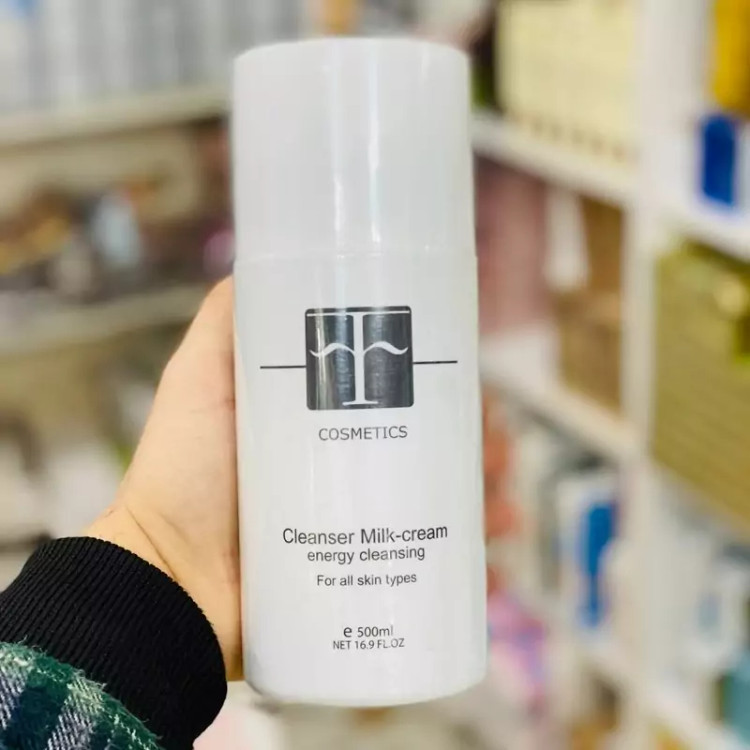 T
COSMETICS
Cleanser Milk-cream
energy cleansing
For all skin types
e 500ml
NET 16.9 FL.OZ